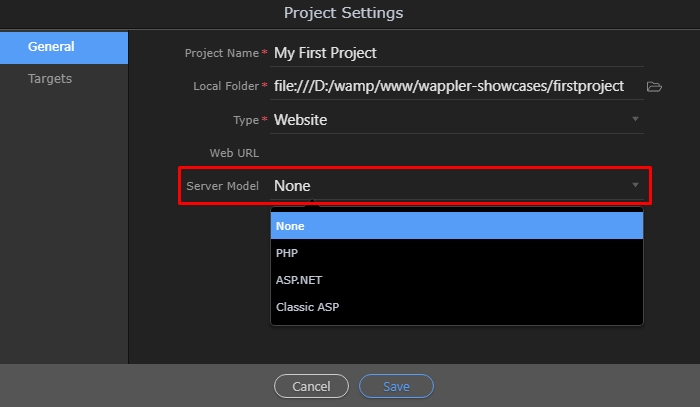 Project Settings
General
Targets
Project Name * My First Project
Local Folder * file:///D:/wamp/www/wappler-showcases/firstproject
Type * Website
Web URL
Server Model None
None
PHP
ASP.NET
Classic ASP
Cancel Save